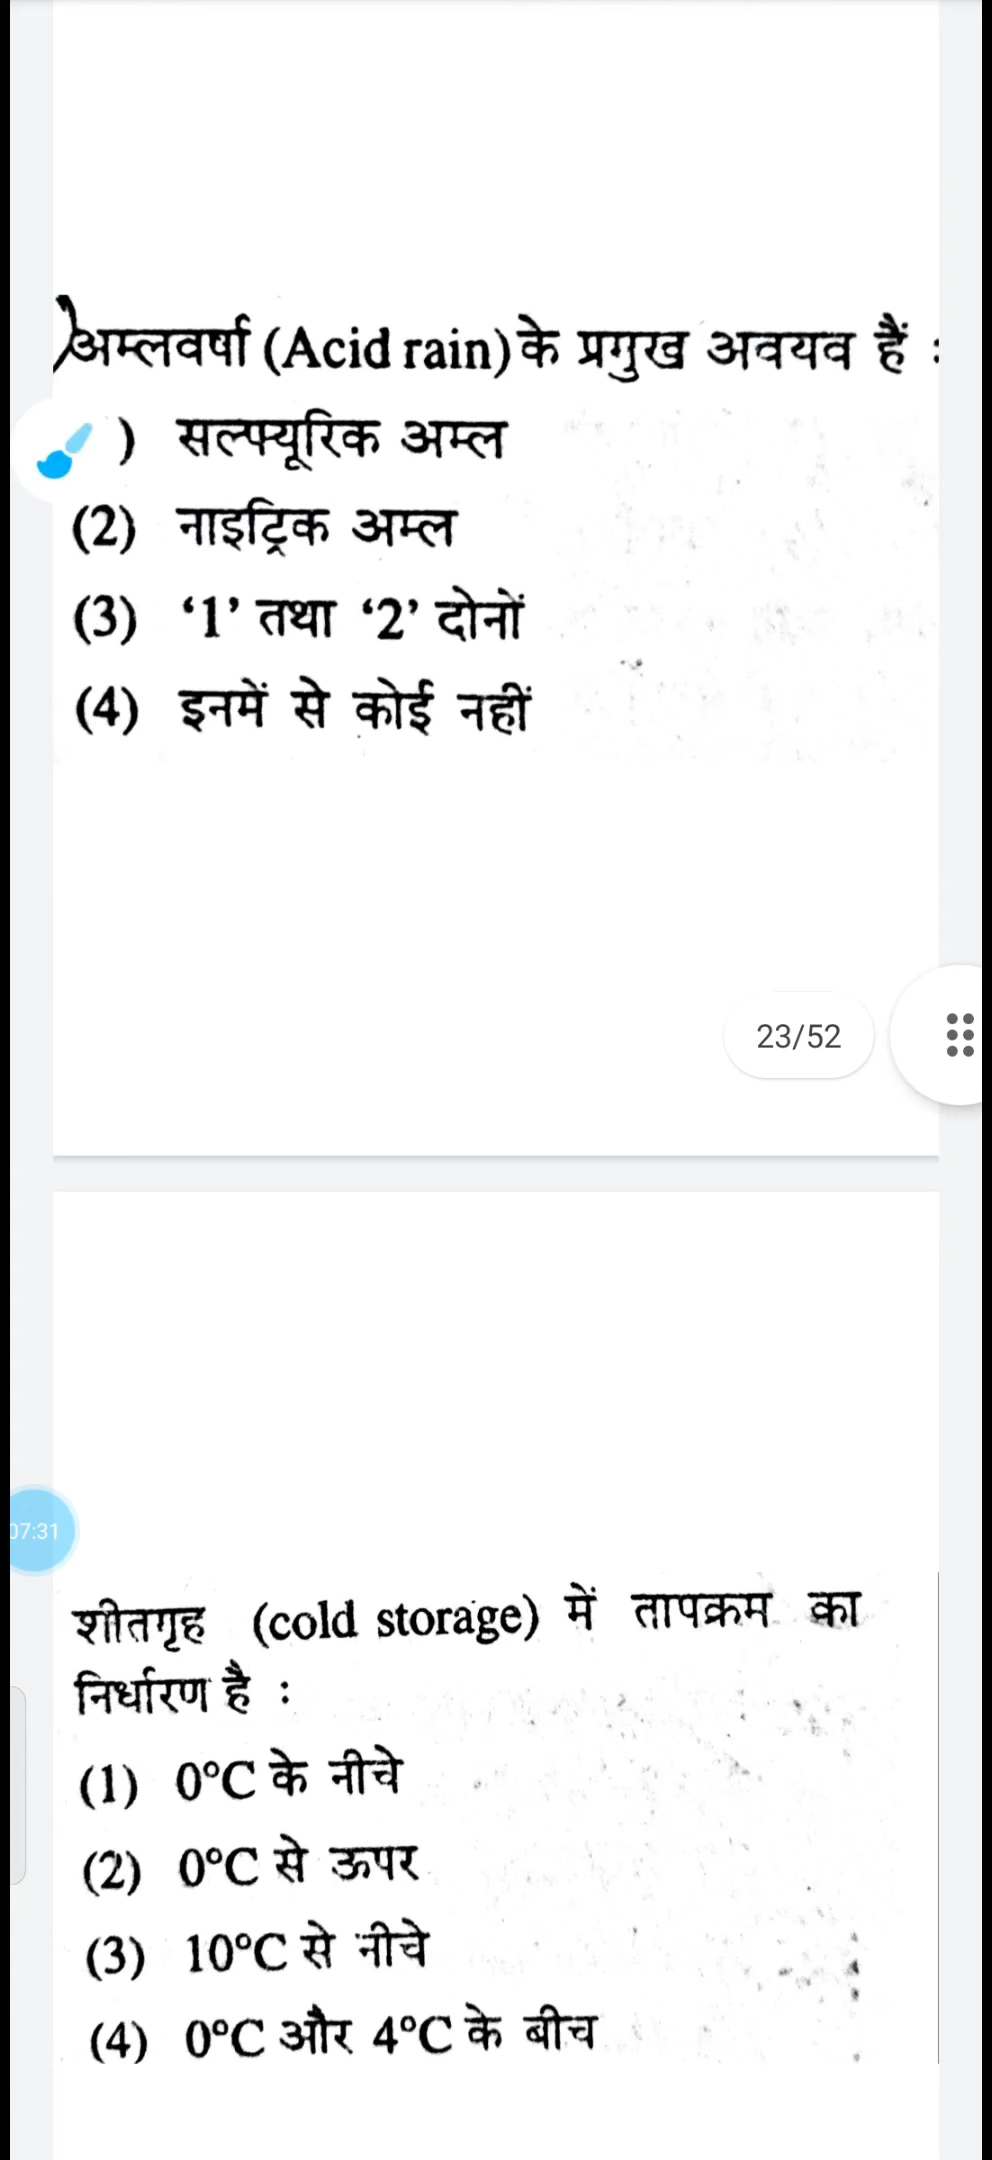 अम्लवर्षा (Acid rain) के प्रगुख अवयव हैं :
) सल्फ्यूरिक अम्ल
(2) नाइट्रिक अम्ल
(3) ‘1’ तथा ‘2’ दोनों
(4) इनमें से कोई नहीं
23/52
07:31
शीतगृह (cold storage) में तापक्रम का
निर्धारण है :
(1) 0°C के नीचे
(2) 0°C से ऊपर
(3) 10°C से नीचे
(4) 0°C और 4°C के बीच